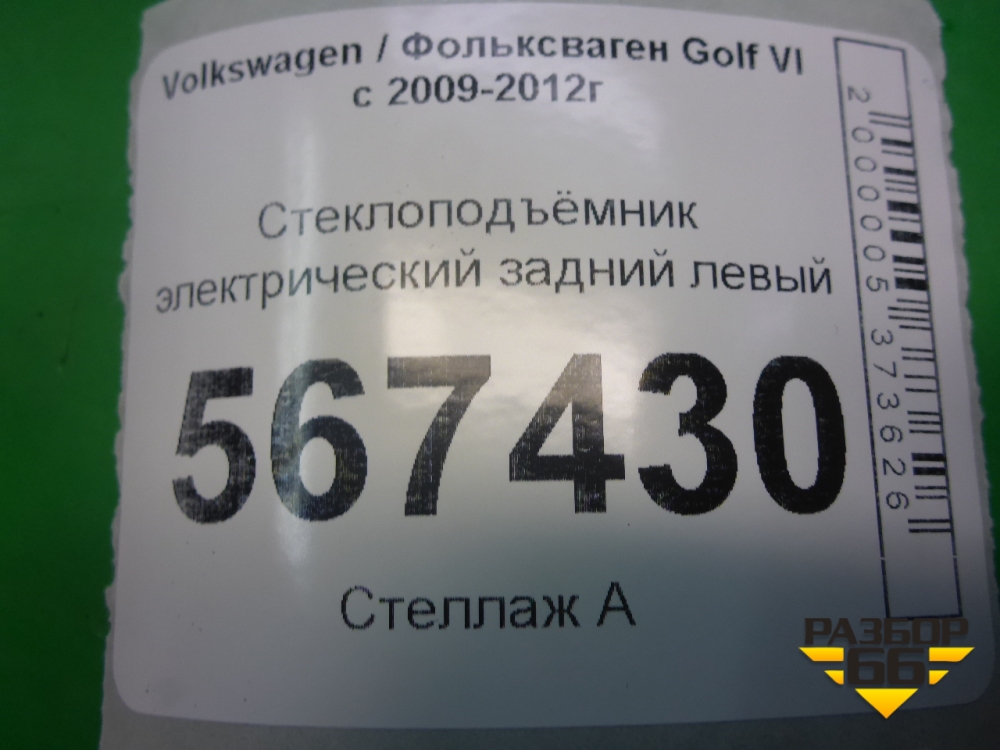 Volkswagen / Фольксваген Golf VI
с 2009-2012г
Стеклоподъёмник
электрический задний левый
567430
Стеллаж А
2000005373626
РАЗБОР
66